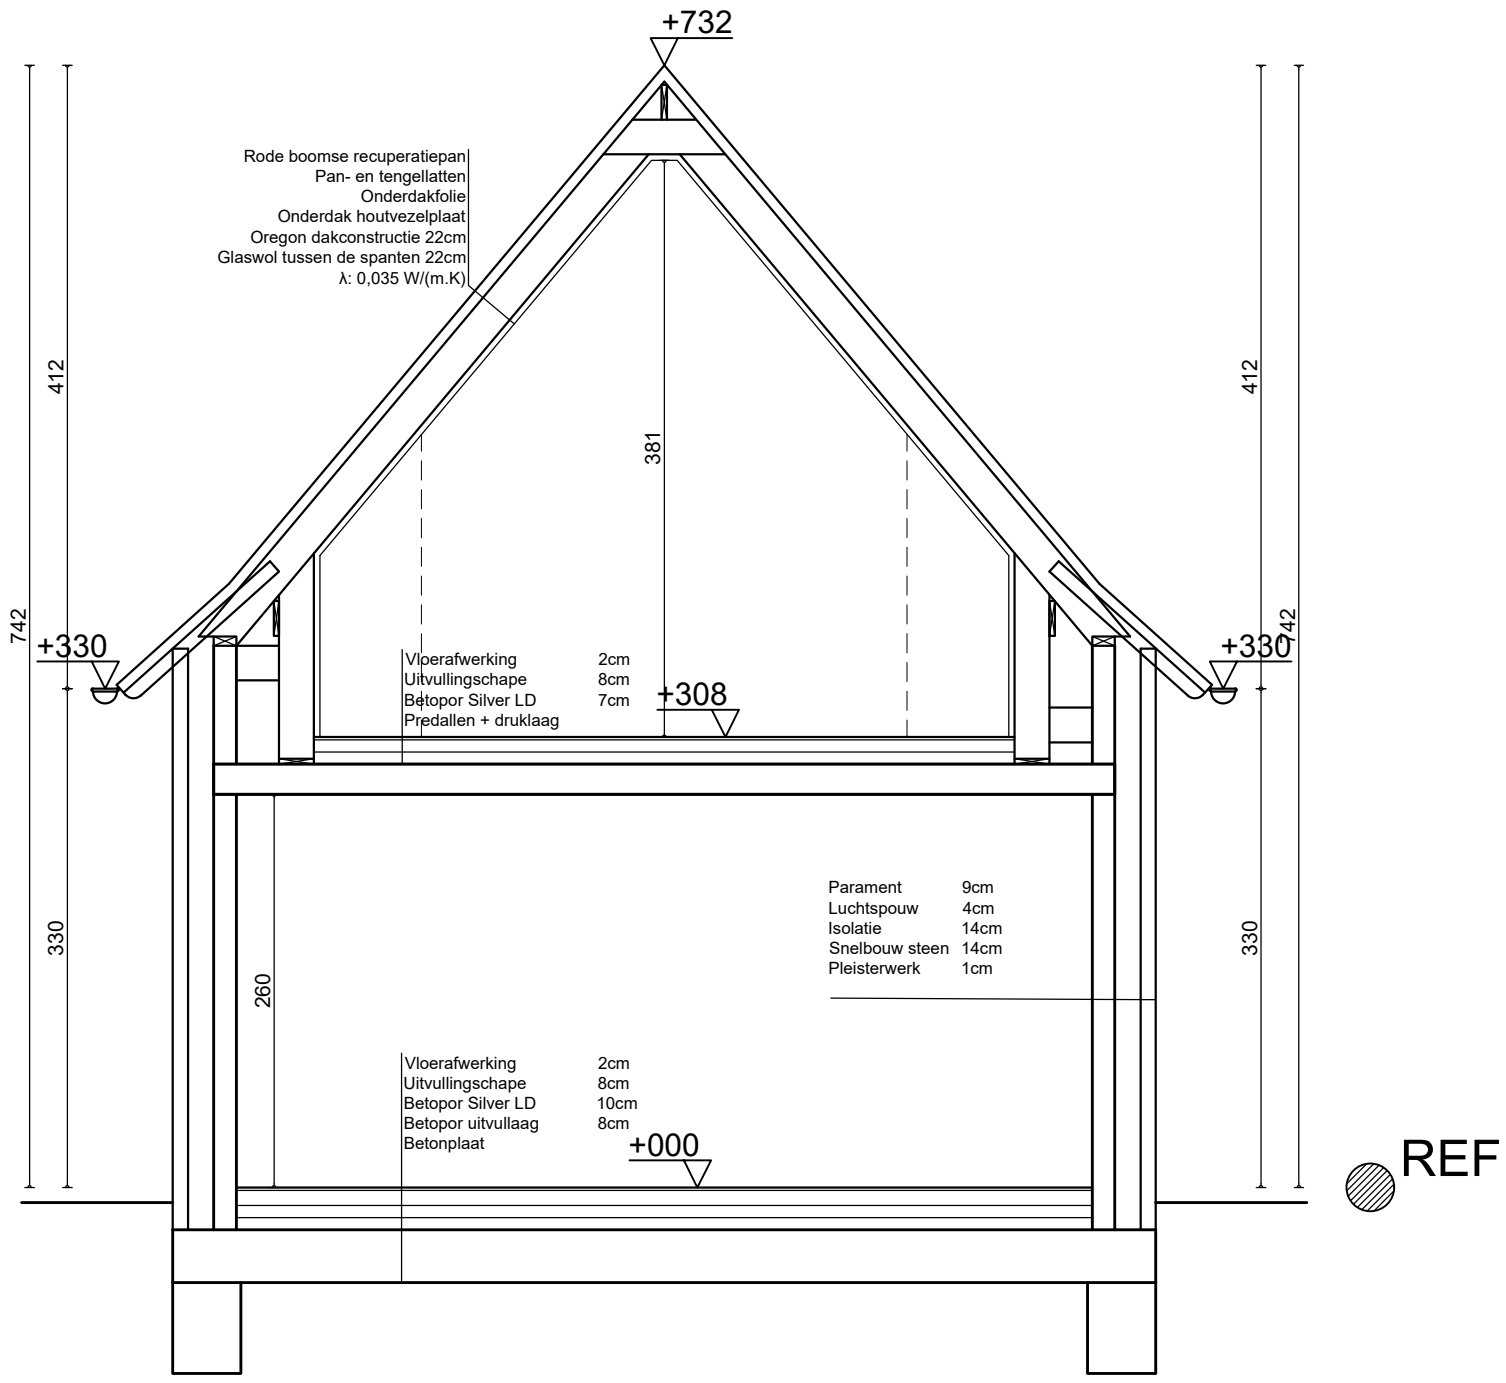 +732
Rode boomse recuperatiepan
Pan- en tengellatten
Onderdakfolie
Onderdak houtvezelplaat
Oregon dakconstructie 22cm
Glaswol tussen de spanten 22cm
λ: 0,035 W/(m.K)
412
412
381
742
742
+330
+330
Vloerafwerking 2cm
Uitvullingschape 8cm
Betopor Silver LD 7cm
Predallen + druklaag
+308
Parament 9cm
Luchtspouw 4cm
Isolatie 14cm
Snelbouw steen 14cm
Pleisterwerk 1cm
330
330
260
Vloerafwerking 2cm
Uitvullingschape 8cm
Betopor Silver LD 10cm
Betopor uitvullaag 8cm
Betonplaat
+000
REF